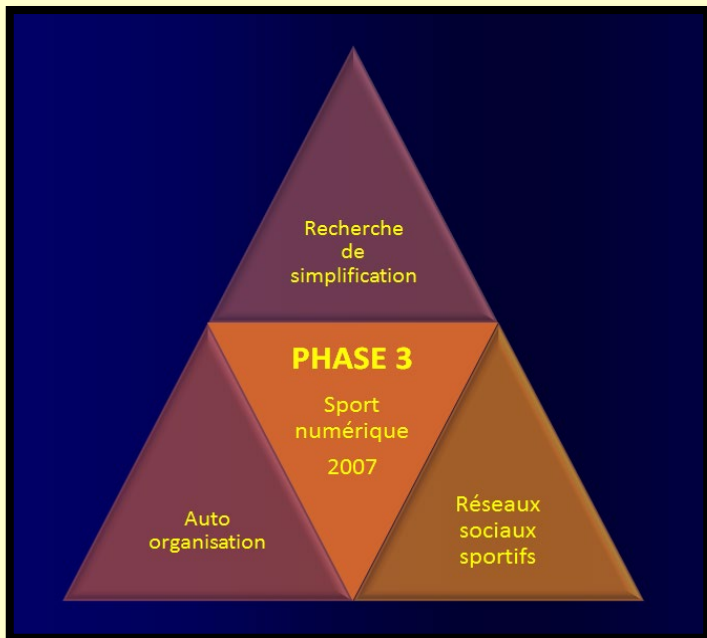 Recherche
de
simplification
PHASE 3
Sport
numérique
2007
Auto
organisation
Réseaux
sociaux
sportifs